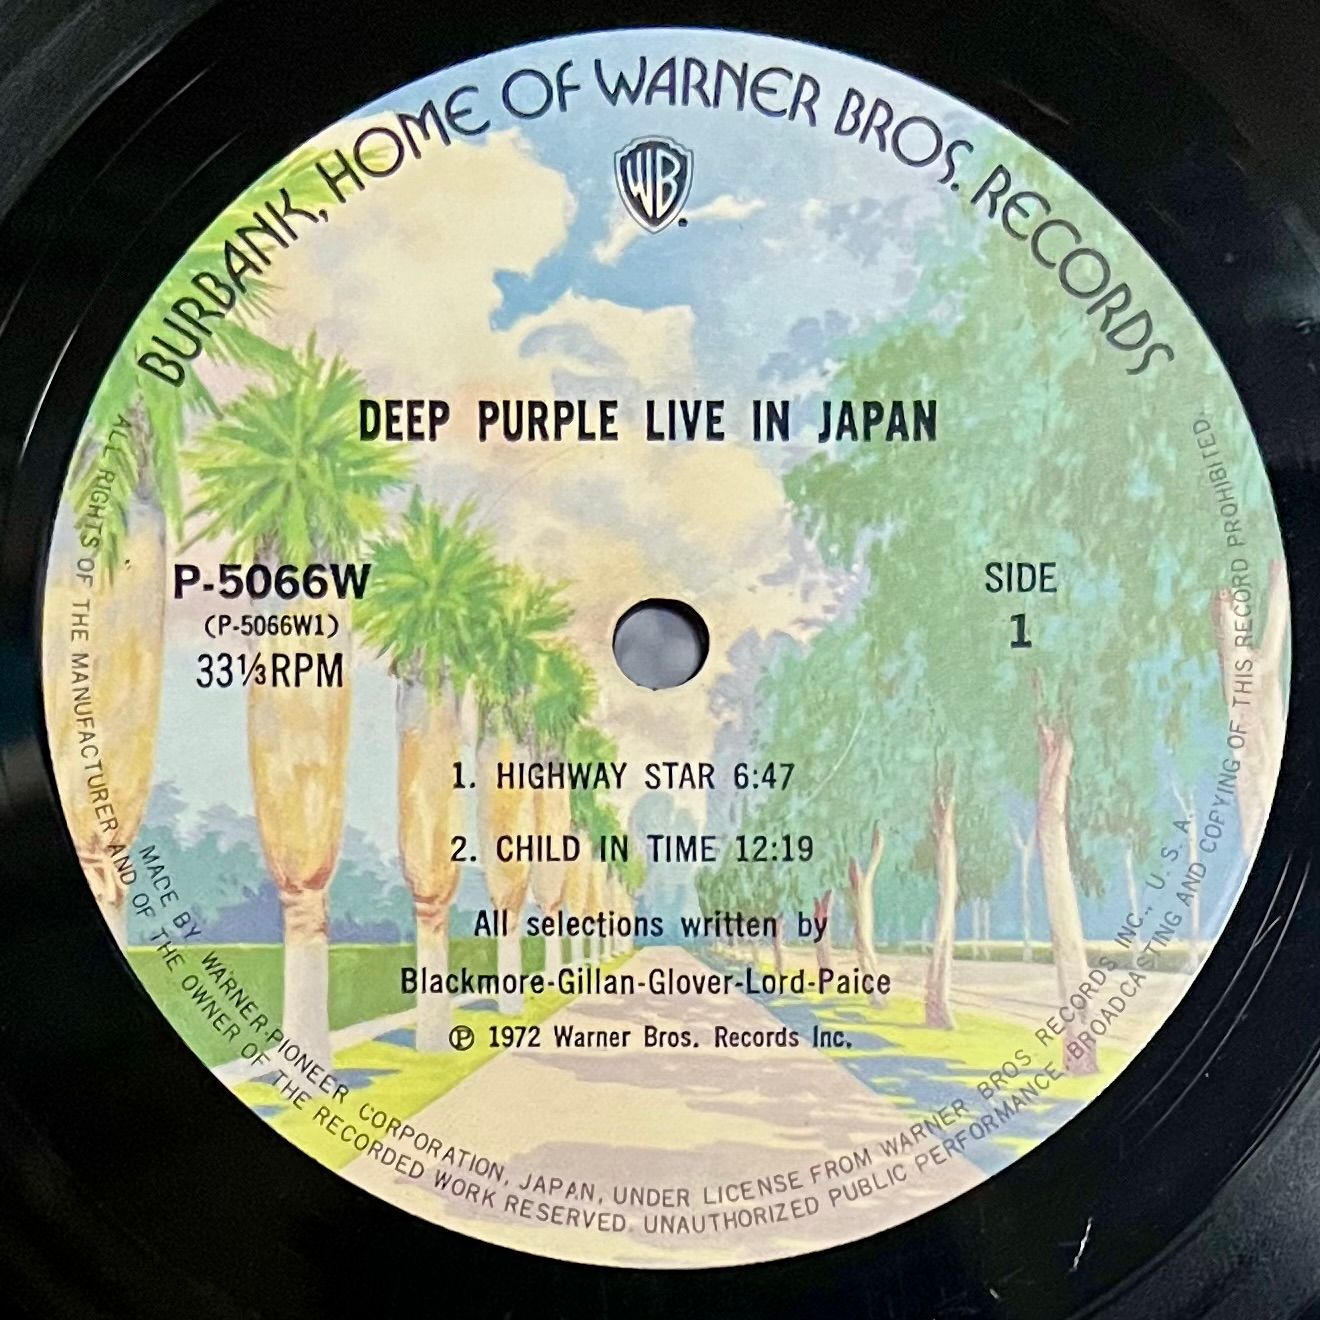 BURBANK, HOME OF WARNER BROS. RECORDS
WB
DEEP PURPLE LIVE IN JAPAN
P-5066W
(P-5066W1)
33⅓RPM
SIDE
1
1. HIGHWAY STAR 6:47
2. CHILD IN TIME 12:19
All selections written by
Blackmore-Gillan-Glover-Lord-Paice
℗ 1972 Warner Bros. Records Inc.
MADE BY WARNER-PIONEER CORPORATION, JAPAN, UNDER LICENSE FROM WARNER BROS. RECORDS, INC., U. S. A.
ALL RIGHTS OF THE MANUFACTURER AND OF THE OWNER OF THE RECORDED WORK RESERVED. UNAUTHORIZED PUBLIC PERFORMANCE, BROADCASTING AND COPYING OF THIS RECORD PROHIBITED.